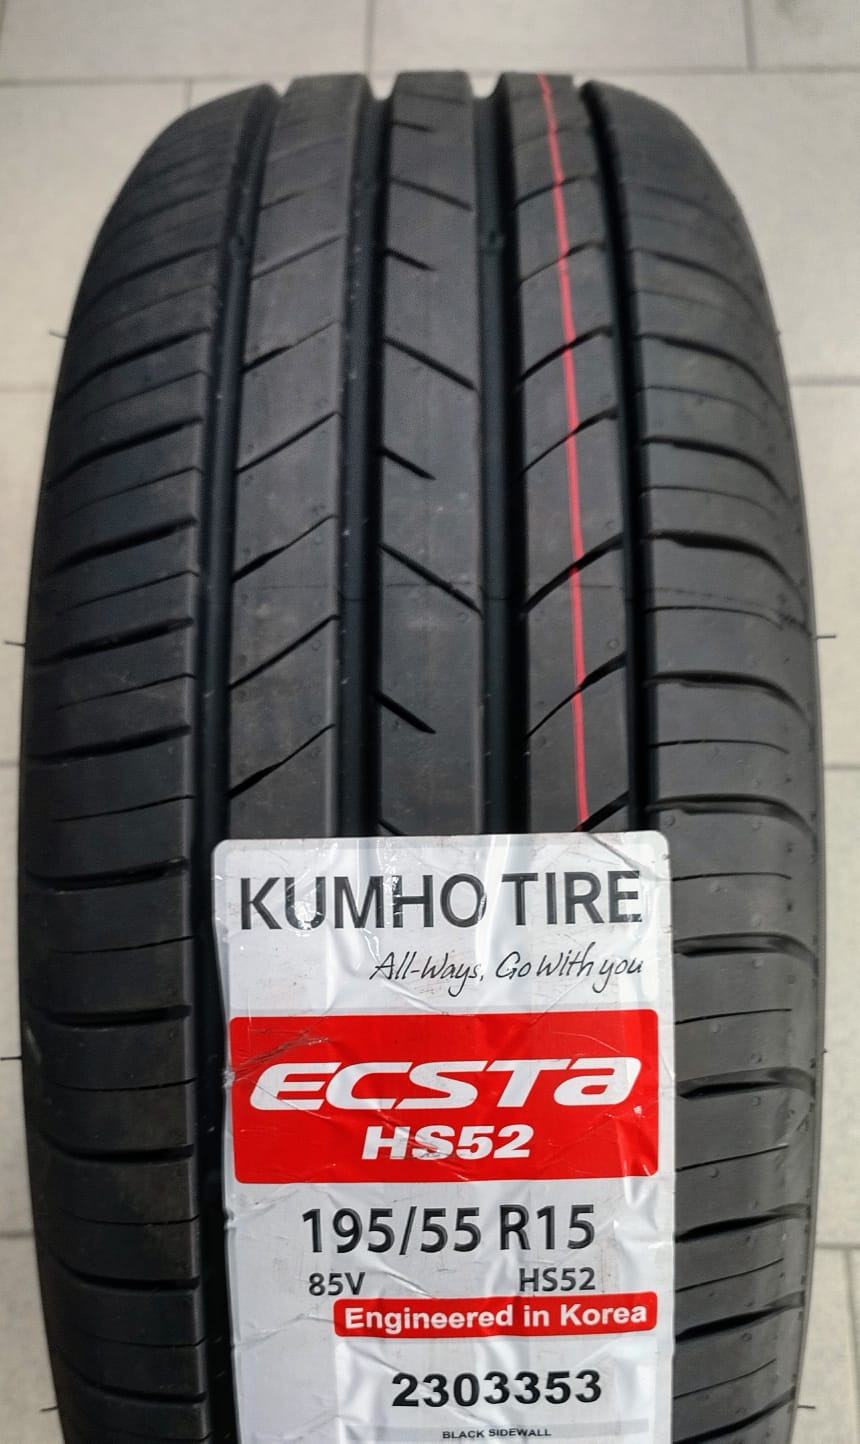 KUMHO TIRE
All-Ways, Go With you
ECSTA
HS52
195/55 R15
85V HS52
Engineered in Korea
2303353
BLACK SIDEWALL